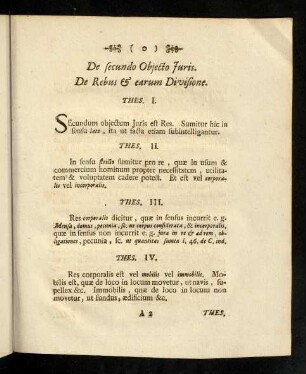 ( o )
De secundo Objecto Juris.
De Rebus & earum Divisione.
THES. I.
Secundum objectum Juris est Res. Sumitur hic in
sensu lato, ita ut facta etiam subintelligantur.
THES. II.
In sensu stricto sumitur pro re, quæ in usum &
commercium hominum propter necessitatem, utilita-
tem & voluptatem cadere potest. Et est vel corpora-
lis vel incorporalis.
THES. III.
Res corporalis dicitur, quæ in sensus incurrit e. g.
Mensa, domus, pecunia, sc. ut corpus considerata, & incorporalis,
quæ in sensus non incurrit e. g. jura in re & ad rem, ob-
ligationes, pecunia, sc. ut quantitas sumta l. 46. de C, ind,
THES. IV.
Res corporalis est vel mobilis vel immobilis. Mo-
bilis est, quæ de loco in locum movetur, ut navis, su-
pellex &c. Immobilis, quæ de loco in locum non
movetur, ut fundus, ædificium &c.
A 2 THES.